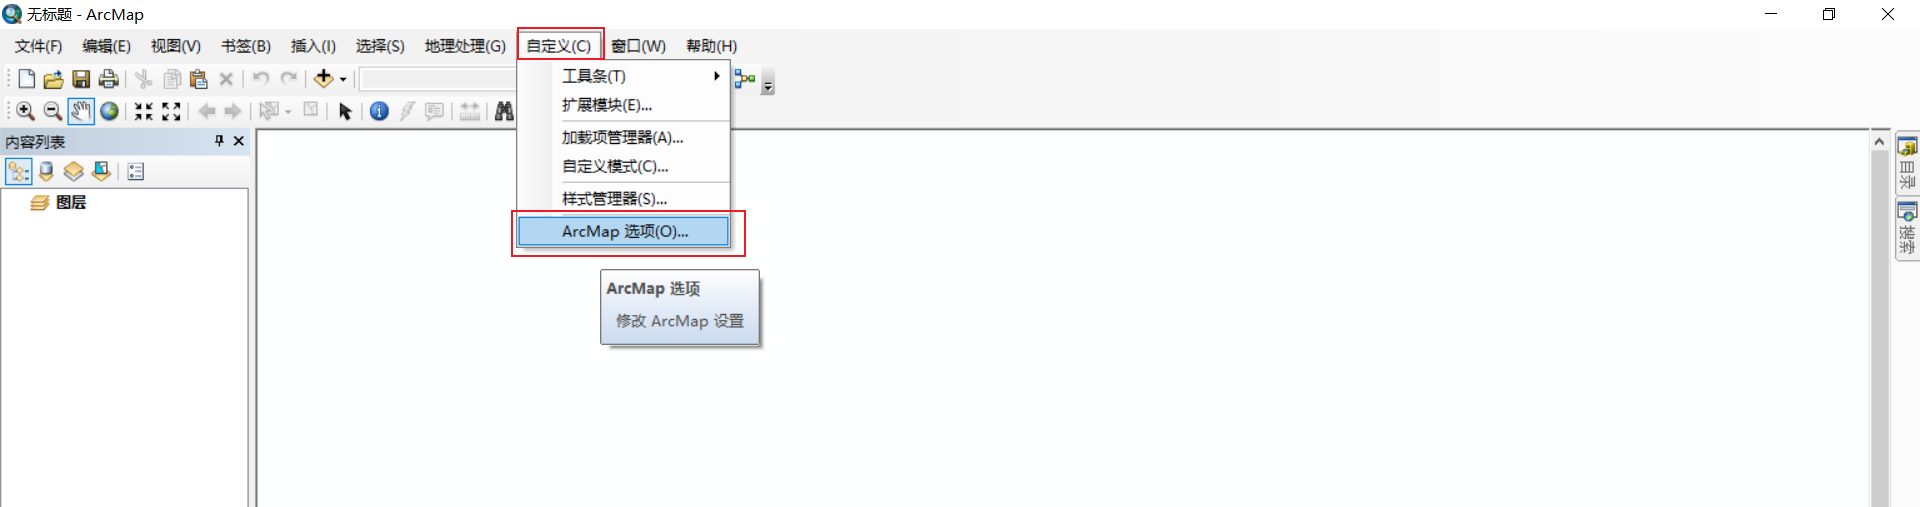 无标题 - ArcMap
文件(F) 编辑(E) 视图(V) 书签(B) 插入(I) 选择(S) 地理处理(G) 自定义(C) 窗口(W) 帮助(H)
工具条(T)
扩展模块(E)...
加载项管理器(A)...
自定义模式(C)...
样式管理器(S)...
ArcMap 选项(O)...
ArcMap 选项
修改 ArcMap 设置
内容列表
图层
目录
搜索